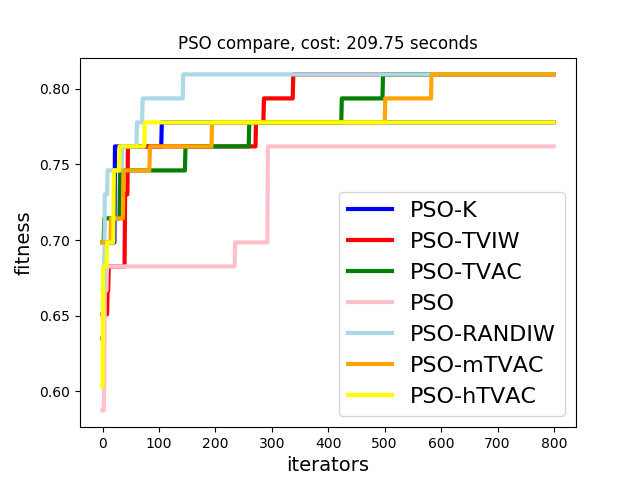 PSO compare, cost: 209.75 seconds
0.80
0.75
0.70
0.65
0.60
fitness
PSO-K
PSO-TVIW
PSO-TVAC
PSO
PSO-RANDIW
PSO-mTVAC
PSO-hTVAC
0 100 200 300 400 500 600 700 800
iterators